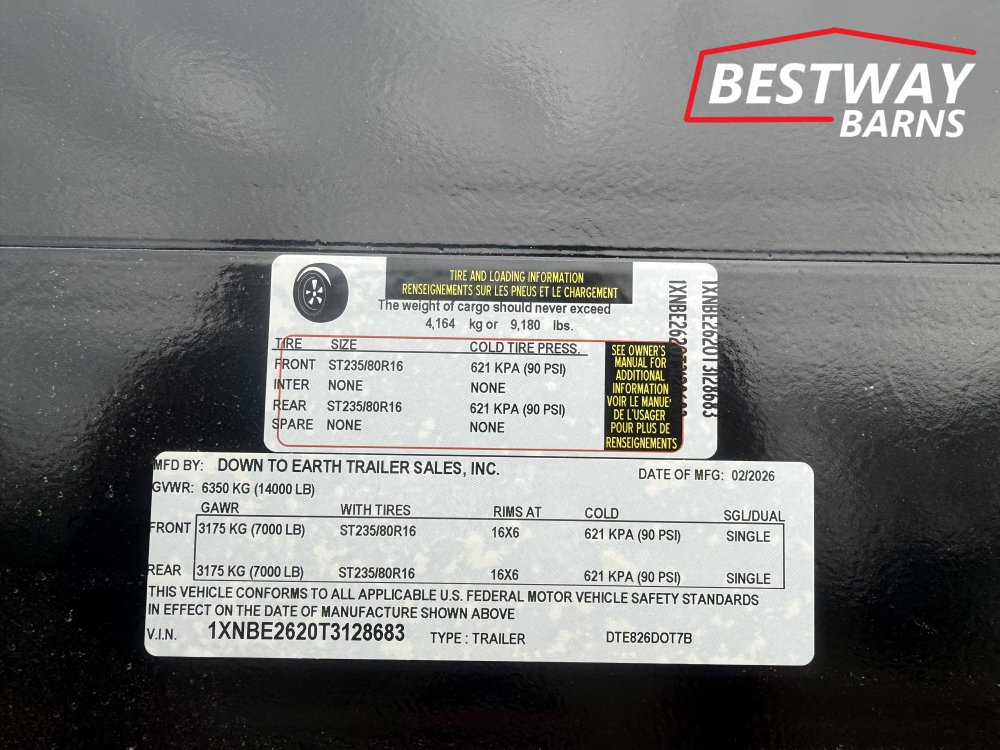 BESTWAY
BARNS
TIRE AND LOADING INFORMATION
RENSEIGNEMENTS SUR LES PNEUS ET LE CHARGEMENT
The weight of cargo should never exceed
4,164 kg or 9,180 lbs.
TIRE SIZE COLD TIRE PRESS.
FRONT ST235/80R16 621 KPA (90 PSI)
INTER NONE NONE
REAR ST235/80R16 621 KPA (90 PSI)
SPARE NONE NONE
SEE OWNER'S
MANUAL FOR
ADDITIONAL
INFORMATION
VOIR LE MANUE
DE L'USAGER
POUR PLUS DE
RENSEIGNEMENTS
1XNBE2620T3128683
MFD BY: DOWN TO EARTH TRAILER SALES, INC. DATE OF MFG: 02/2026
GVWR: 6350 KG (14000 LB)
GAWR WITH TIRES RIMS AT COLD SGL/DUAL
FRONT 3175 KG (7000 LB) ST235/80R16 16X6 621 KPA (90 PSI) SINGLE
REAR 3175 KG (7000 LB) ST235/80R16 16X6 621 KPA (90 PSI) SINGLE
THIS VEHICLE CONFORMS TO ALL APPLICABLE U.S. FEDERAL MOTOR VEHICLE SAFETY STANDARDS
IN EFFECT ON THE DATE OF MANUFACTURE SHOWN ABOVE
V.I.N. 1XNBE2620T3128683 TYPE : TRAILER DTE826DOT7B